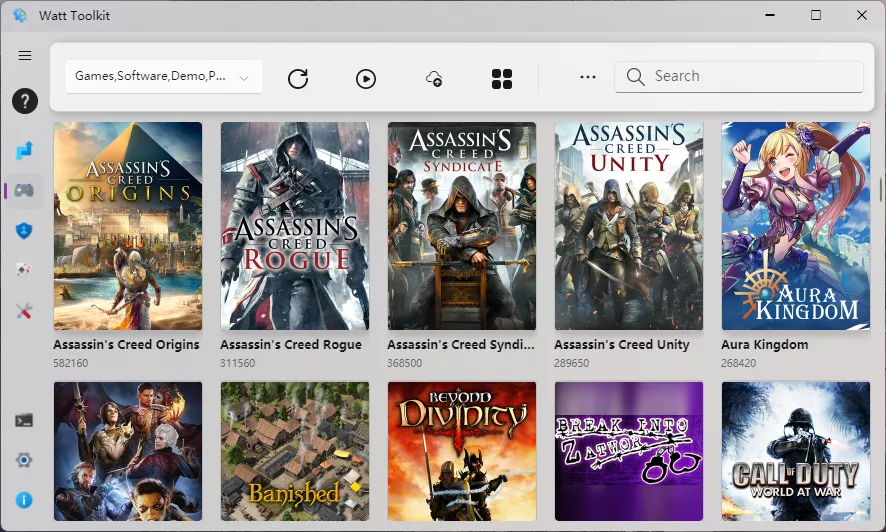 Watt Toolkit
Games,Software,Demo,P...
Search
?
ASSASSIN'S
CREED
ORIGINS
ASSASSIN'S
CREED
ROGUE
ASSASSIN'S
CREED
SYNDICATE
ASSASSIN'S
CREED
UNITY
AURA
KINGDOM
Assassin's Creed Origins
Assassin's Creed Rogue
Assassin's Creed Syndi...
Assassin's Creed Unity
Aura Kingdom
582160
311560
368500
289650
268420
Banished
BEYOND
DIVINITY
BREAK INTO
ZATWOR
CALL OF DUTY
WORLD AT WAR